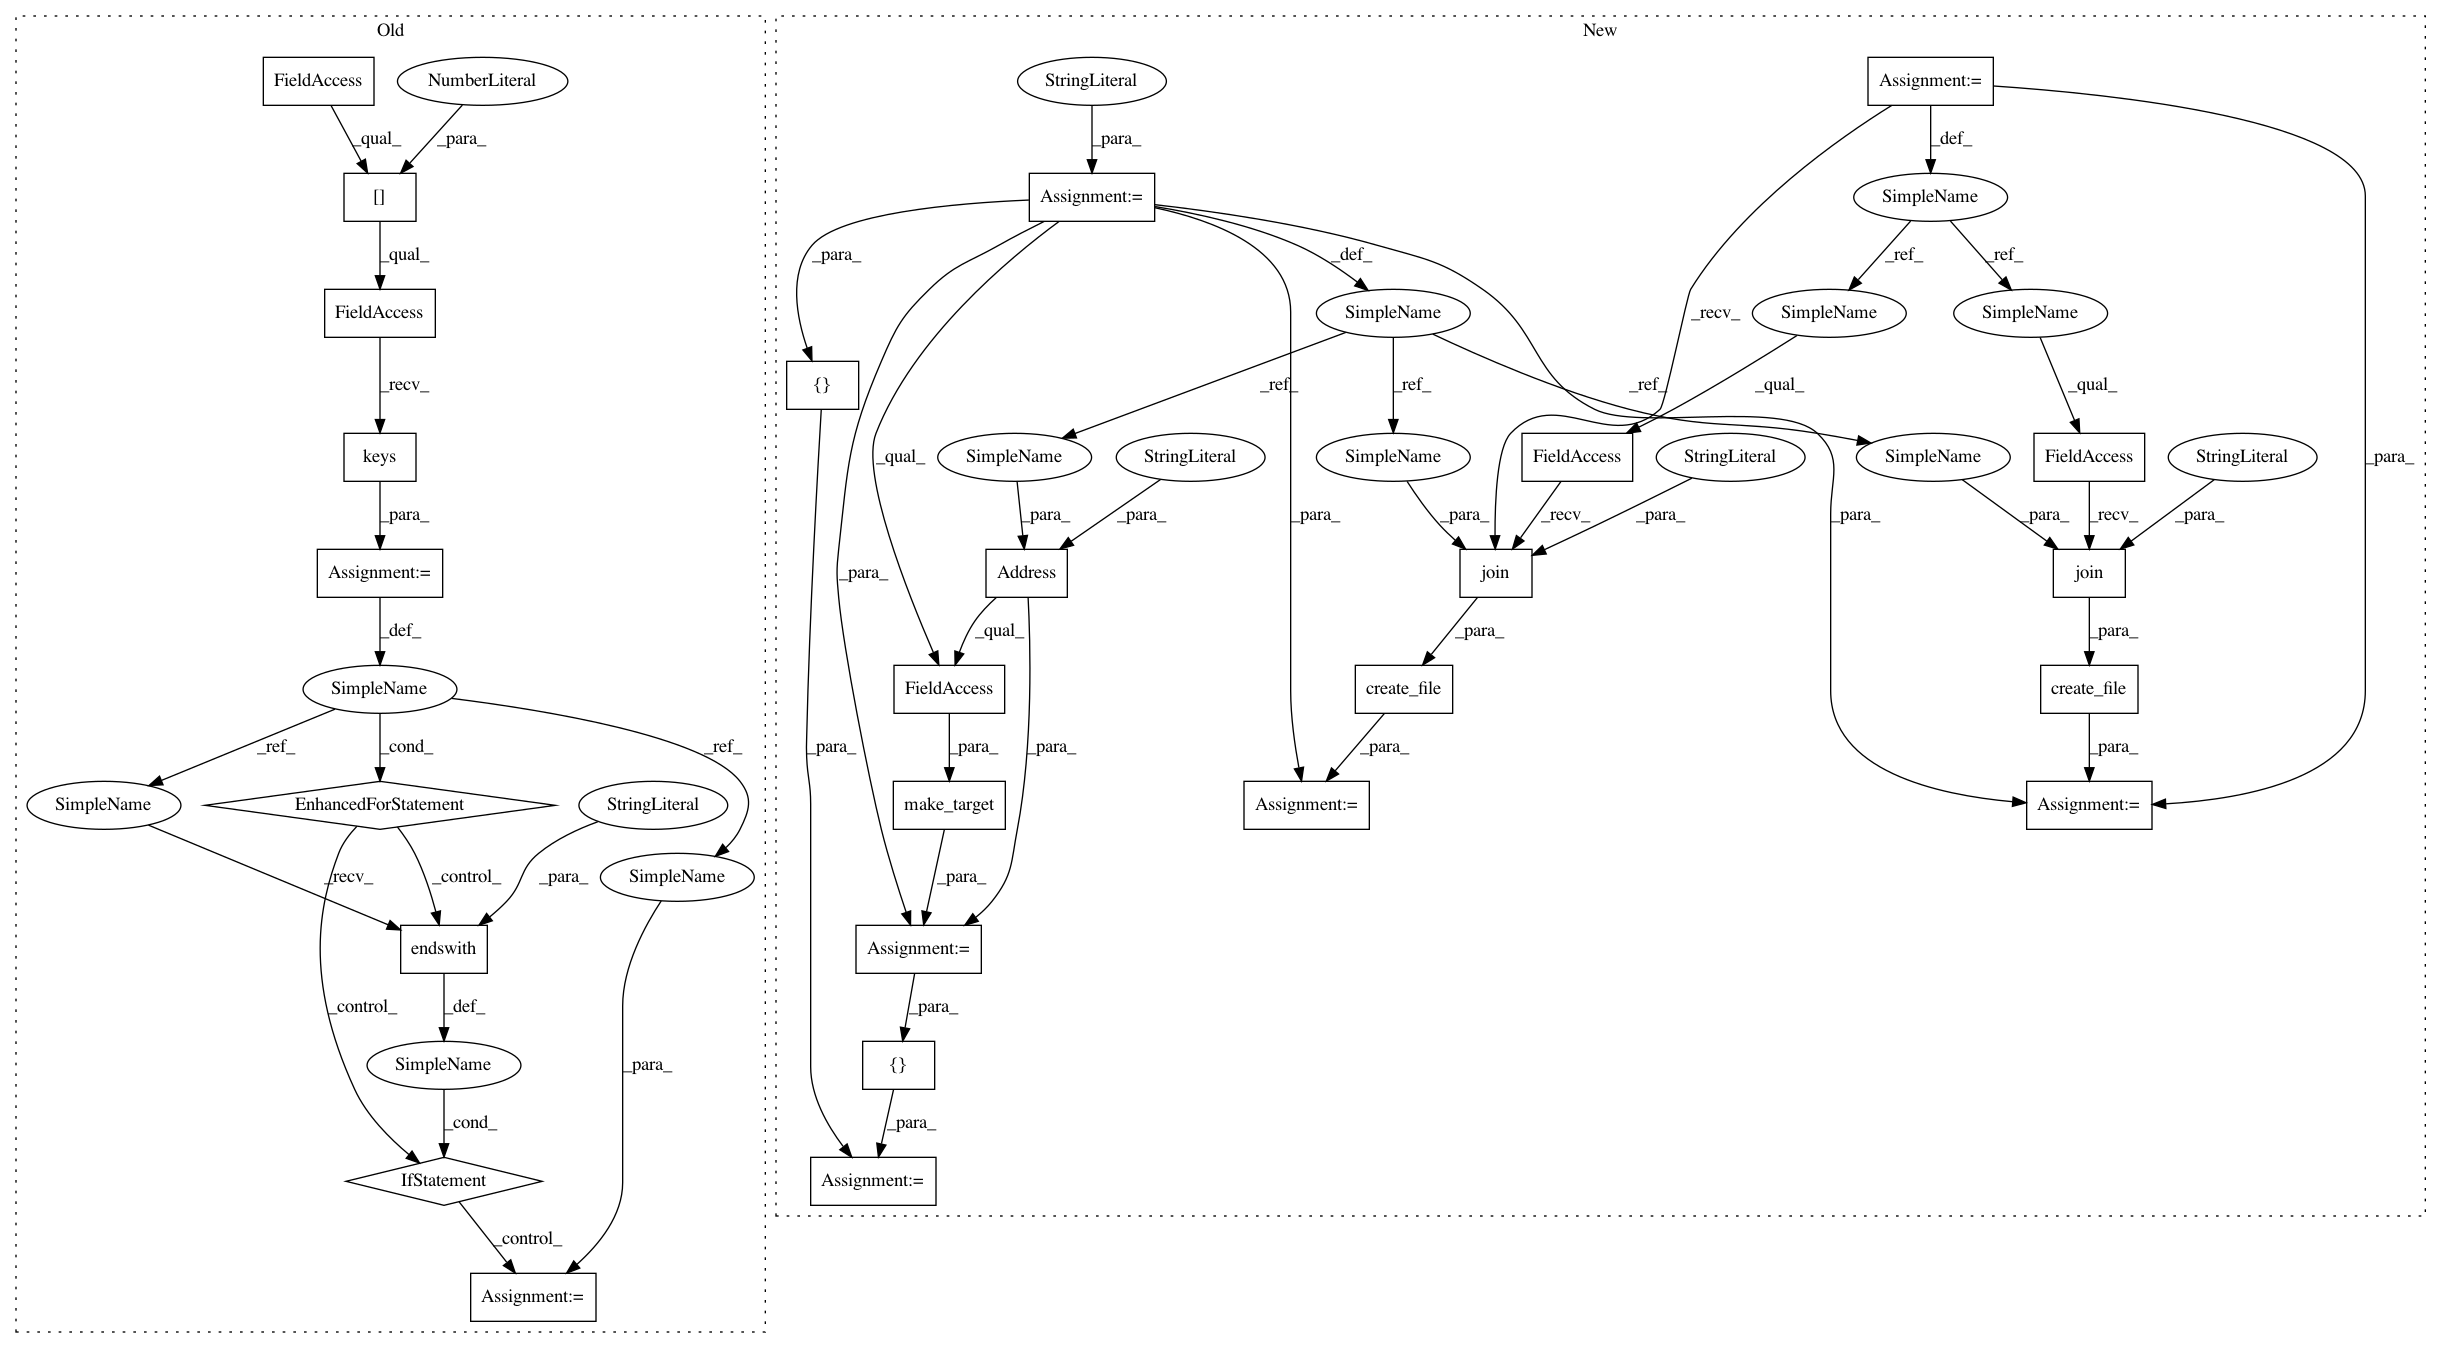 Old
New
FieldAccess
NumberLiteral
StringLiteral
Assignment:=
_qual_
_para_
_para_
_def_
[]
Assignment:=
SimpleName
_qual_
_para_
_def_
_ref_
_ref_
FieldAccess
SimpleName
_recv_
SimpleName
SimpleName
_recv_
{}
_ref_
_ref_
_ref_
_qual_
_qual_
keys
_qual_
SimpleName
StringLiteral
SimpleName
FieldAccess
StringLiteral
SimpleName
FieldAccess
StringLiteral
_para_
_para_
_para_
_para_
_para_
_para_
_recv_
_para_
_para_
_para_
_recv_
_para_
Assignment:=
_para_
Address
join
join
_def_
_qual_
_para_
_para_
SimpleName
FieldAccess
create_file
create_file
_ref_
_cond_
_ref_
_para_
_para_
_para_
_para_
_para_
SimpleName
EnhancedForStatement
StringLiteral
make_target
Assignment:=
Assignment:=
_recv_
_control_
_para_
SimpleName
_para_
endswith
Assignment:=
_control_
_def_
_para_
SimpleName
_para_
{}
_cond_
_para_
IfStatement
Assignment:=
_control_
Assignment:=